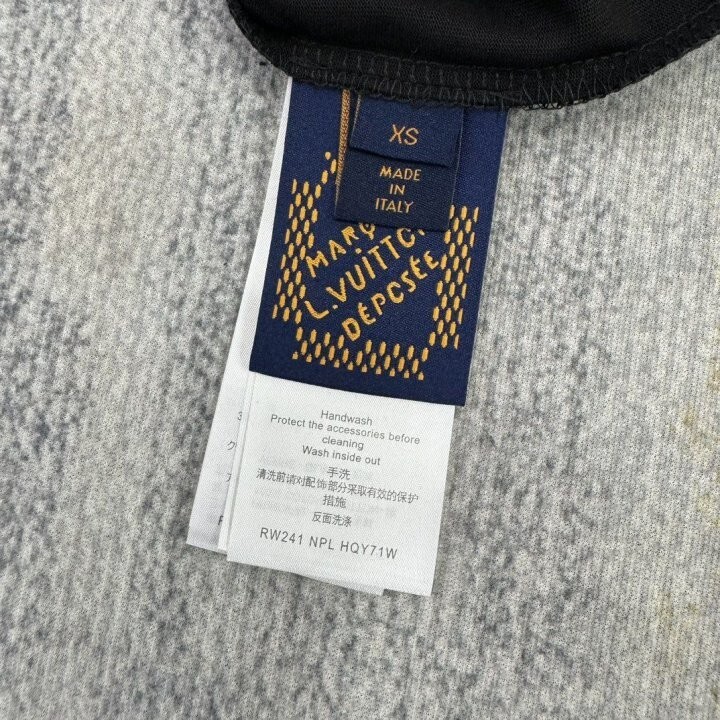 XS
MADE
IN
ITALY
L.VUITTO
DÉPOSÉE
Handwash
Protect the accessories before
cleaning
Wash inside out
手洗
清洗前请对配饰部分采取有效的保护
措施
反面洗涤
RW241 NPL HQY71W